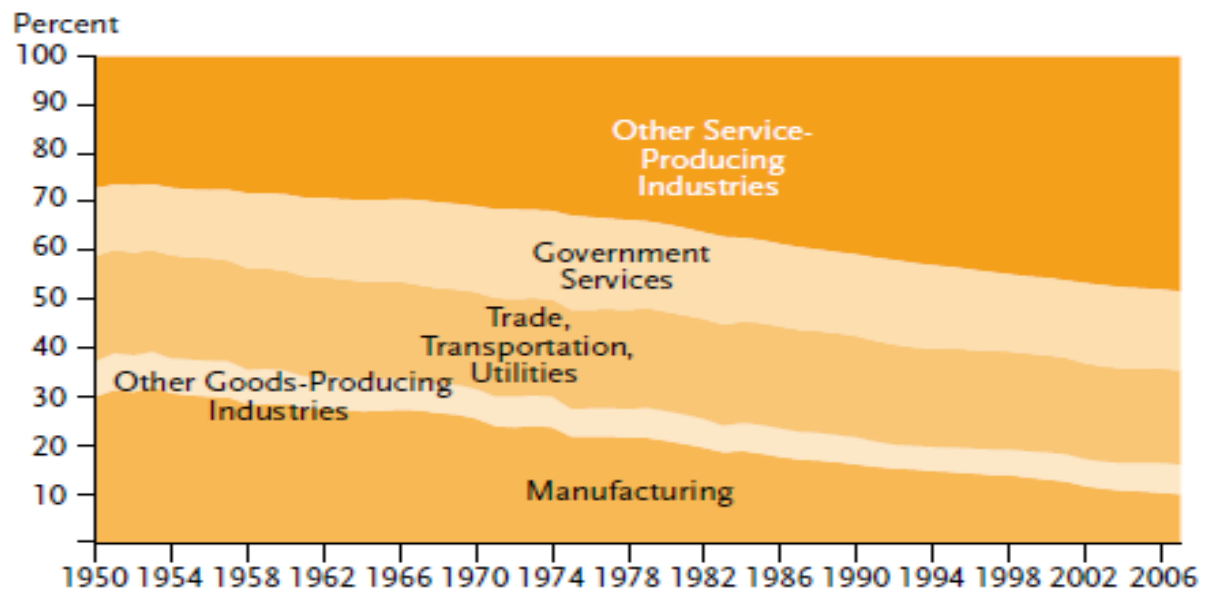 Percent
100
90
80
70
60
50
40
30
20
10
Other Service-
Producing
Industries
Government
Services
Trade,
Transportation,
Utilities
Other Goods-Producing
Industries
Manufacturing
1950 1954 1958 1962 1966 1970 1974 1978 1982 1986 1990 1994 1998 2002 2006